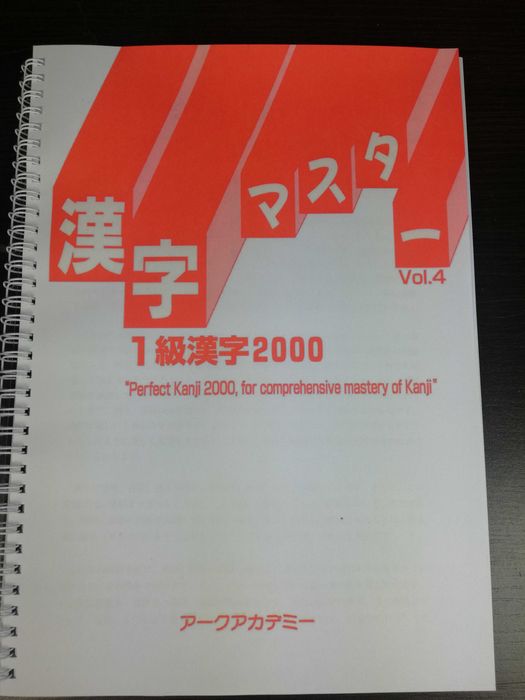 漢字マスター
Vol.4
1級漢字2000
"Perfect Kanji 2000, for comprehensive mastery of Kanji"
アークアカデミー